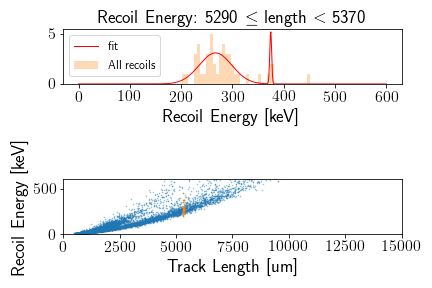 Recoil Energy: 5290 ≤ length < 5370
5
0
fit
All recoils
0 100 200 300 400 500 600
Recoil Energy [keV]
Recoil Energy [keV]
500
0
0 2500 5000 7500 10000 12500 15000
Track Length [um]